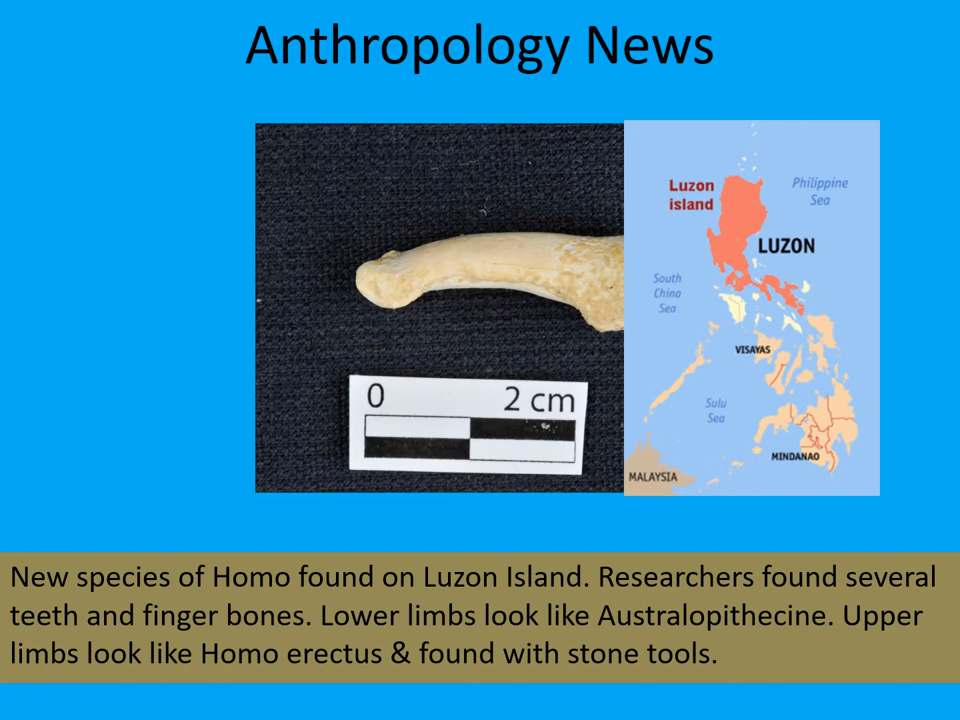 Anthropology News
Luzon
island
Philippine
Sea
LUZON
South
China
Sea
VISAYAS
Sulu
Sea
MINDANAO
MALAYSIA
0 2 cm
New species of Homo found on Luzon Island. Researchers found several
teeth and finger bones. Lower limbs look like Australopithecine. Upper
limbs look like Homo erectus & found with stone tools.